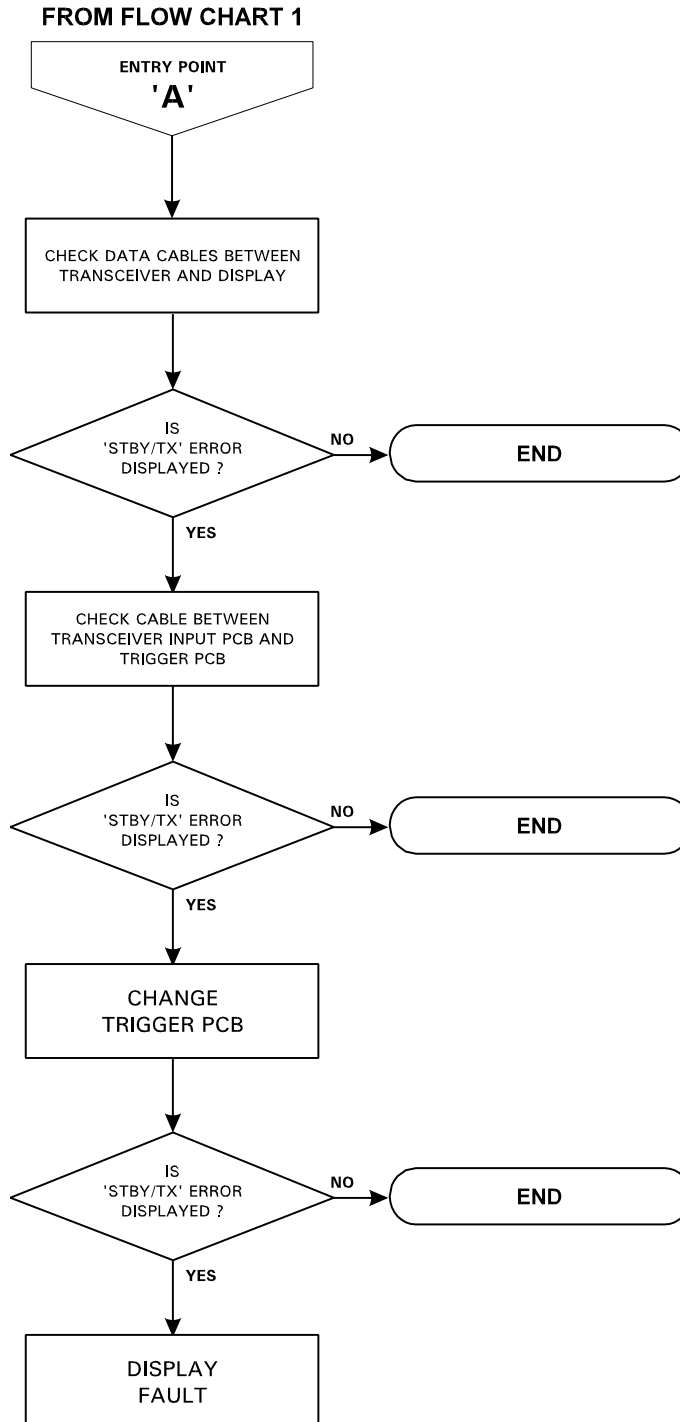 FROM FLOW CHART 1
ENTRY POINT
'A'
CHECK DATA CABLES BETWEEN
TRANSCEIVER AND DISPLAY
IS
'STBY/TX' ERROR
DISPLAYED ?
NO
END
YES
CHECK CABLE BETWEEN
TRANSCEIVER INPUT PCB AND
TRIGGER PCB
IS
'STBY/TX' ERROR
DISPLAYED ?
NO
END
YES
CHANGE
TRIGGER PCB
IS
'STBY/TX' ERROR
DISPLAYED ?
NO
END
YES
DISPLAY
FAULT